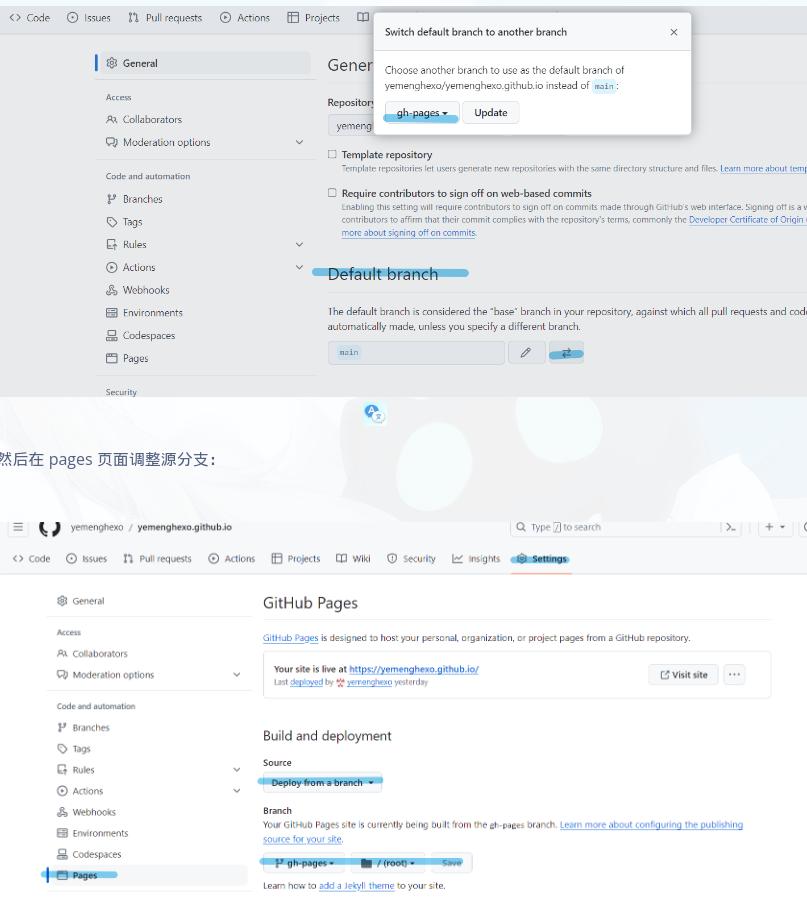 Code Issues Pull requests Actions Projects
Switch default branch to another branch
General
Choose another branch to use as the default branch of
yemenghexo/yemenghexo.github.io instead of main:
gh-pages Update
Access
Collaborators
Moderation options
Template repository
Template repositories let users generate new repositories with the same directory structure and files. Learn more about
Code and automation
Require contributors to sign off on web-based commits
Branches
Enabling this setting will require contributors to sign off on commits made through GitHub's web interface. Signing off is a
contributors to affirm that their commit complies with the repository's terms, commonly the Developer Certificate of Origin
more about signing off on commits.
Tags
Rules
Actions
Default branch
Webhooks
Environments
The default branch is considered the "base" branch in your repository, against which all pull requests and
automatically made, unless you specify a different branch.
Codespaces
Pages
main
Security
然后在 pages 页面调整源分支：
yemenghexo / yemenghexo.github.io
Type / to search
Code Issues Pull requests Actions Projects Wiki Security Insights Settings
General
GitHub Pages
Access
GitHub Pages is designed to host your personal, organization, or project pages from a GitHub repository.
Collaborators
Moderation options
Your site is live at https://yemenghexo.github.io/
Last deployed by yemenghexo yesterday
Visit site
Code and automation
Branches
Tags
Rules
Actions
Webhooks
Environments
Codespaces
Pages
Build and deployment
Source
Deploy from a branch
Branch
Your GitHub Pages site is currently being built from the gh-pages branch. Learn more about configuring the publishing
source for your site.
gh-pages / (root) Save
Learn how to add a Jekyll theme to your site.